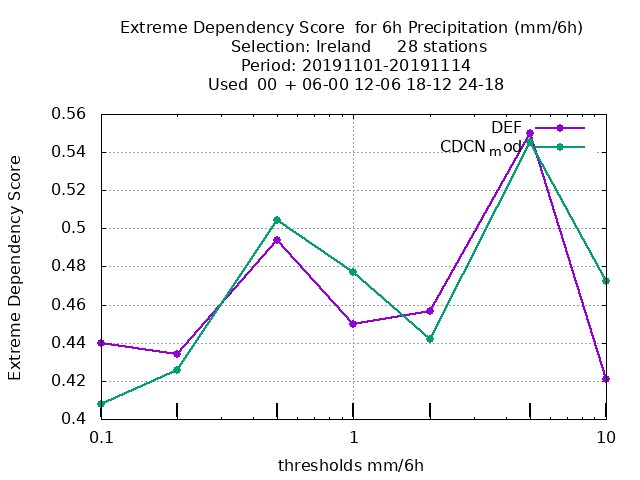 Extreme Dependency Score  for 6h Precipitation (mm/6h)
Selection: Ireland     28 stations
Period: 20191101-20191114
Used  00  + 06-00 12-06 18-12 24-18
DEF
CDCN mod
0.56
0.54
0.52
0.5
0.48
0.46
0.44
0.42
0.4
Extreme Dependency Score
0.1
1
10
thresholds mm/6h